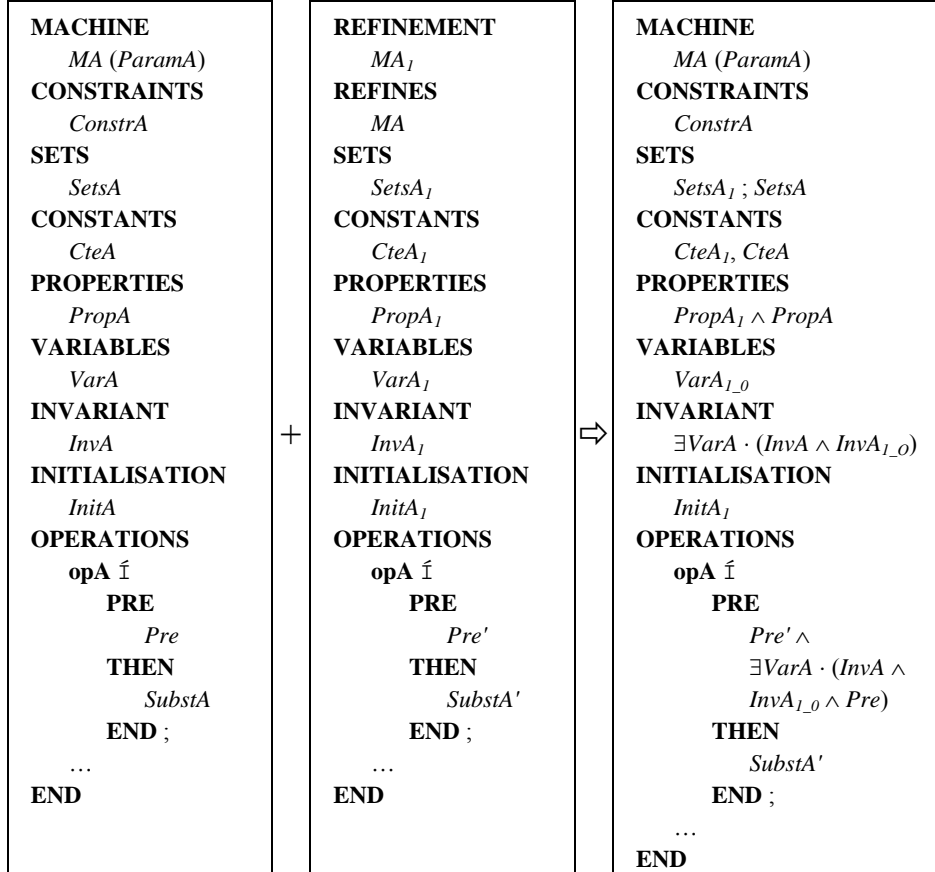 MACHINE
MA (ParamA)
CONSTRAINTS
ConstrA
SETS
SetsA
CONSTANTS
CteA
PROPERTIES
PropA
VARIABLES
VarA
INVARIANT
InvA
INITIALISATION
InitA
OPERATIONS
opA Í
PRE
Pre
THEN
SubstA
END ;
…
END
+
REFINEMENT
MA₁
REFINES
MA
SETS
SetsA₁
CONSTANTS
CteA₁
PROPERTIES
PropA₁
VARIABLES
VarA₁
INVARIANT
InvA₁
INITIALISATION
InitA₁
OPERATIONS
opA Í
PRE
Pre'
THEN
SubstA'
END ;
…
END
⇨
MACHINE
MA (ParamA)
CONSTRAINTS
ConstrA
SETS
SetsA₁ ; SetsA
CONSTANTS
CteA₁, CteA
PROPERTIES
PropA₁ ∧ PropA
VARIABLES
VarA₁_₀
INVARIANT
∃VarA · (InvA ∧ InvA₁_O)
INITIALISATION
InitA₁
OPERATIONS
opA Í
PRE
Pre' ∧
∃VarA · (InvA ∧
InvA₁_₀ ∧ Pre)
THEN
SubstA'
END ;
…
END